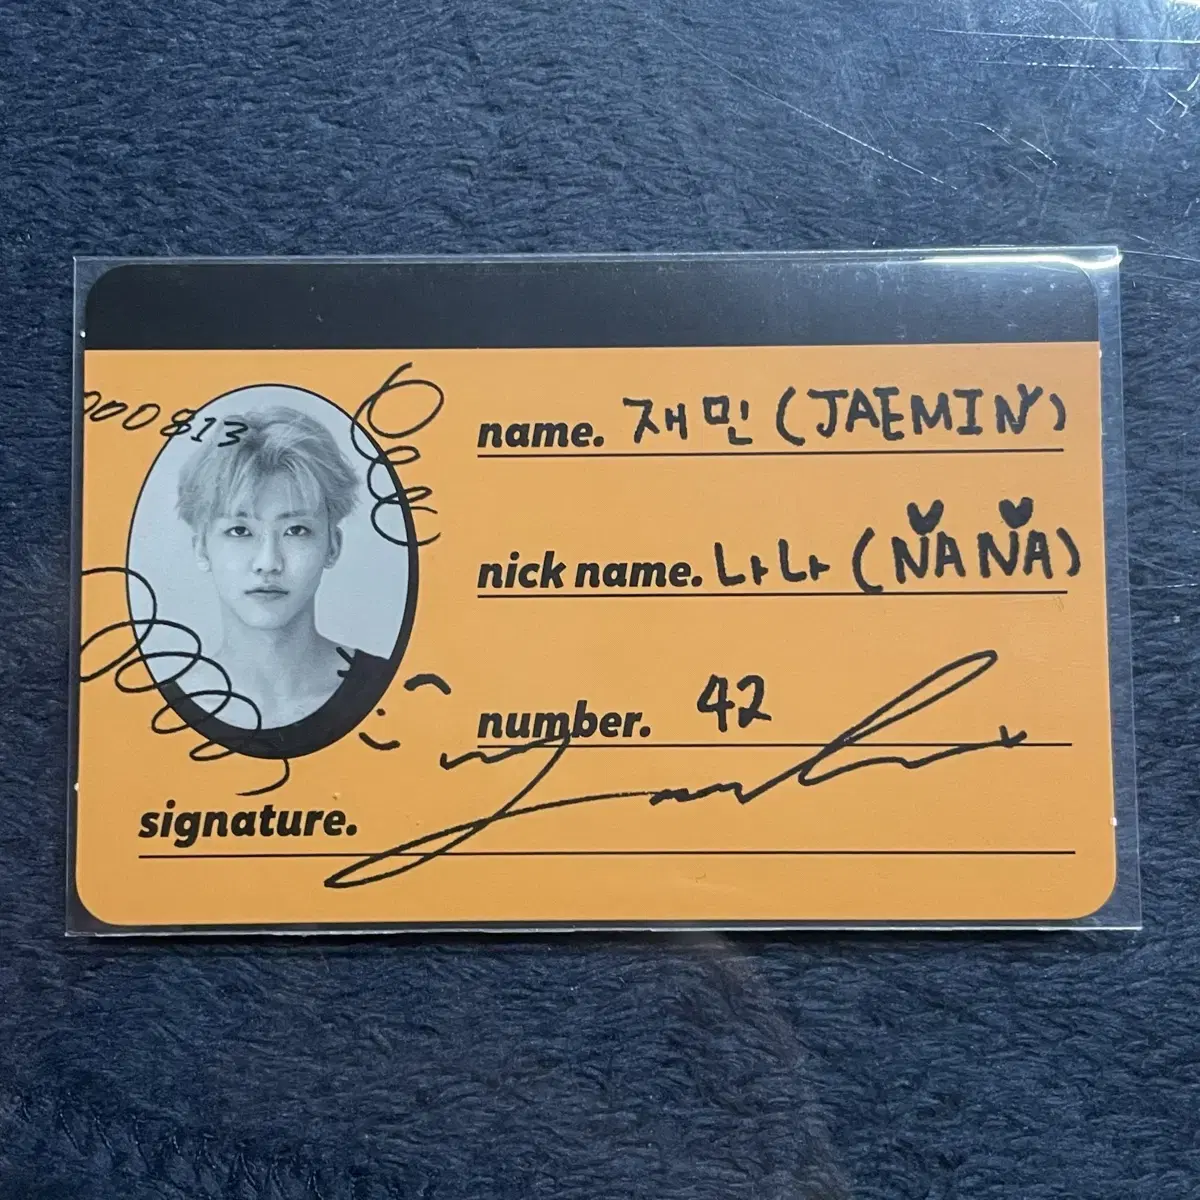 000813
name. 재민 (JAEMIN)
nick name. 나나 (NANA)
number. 42
signature.